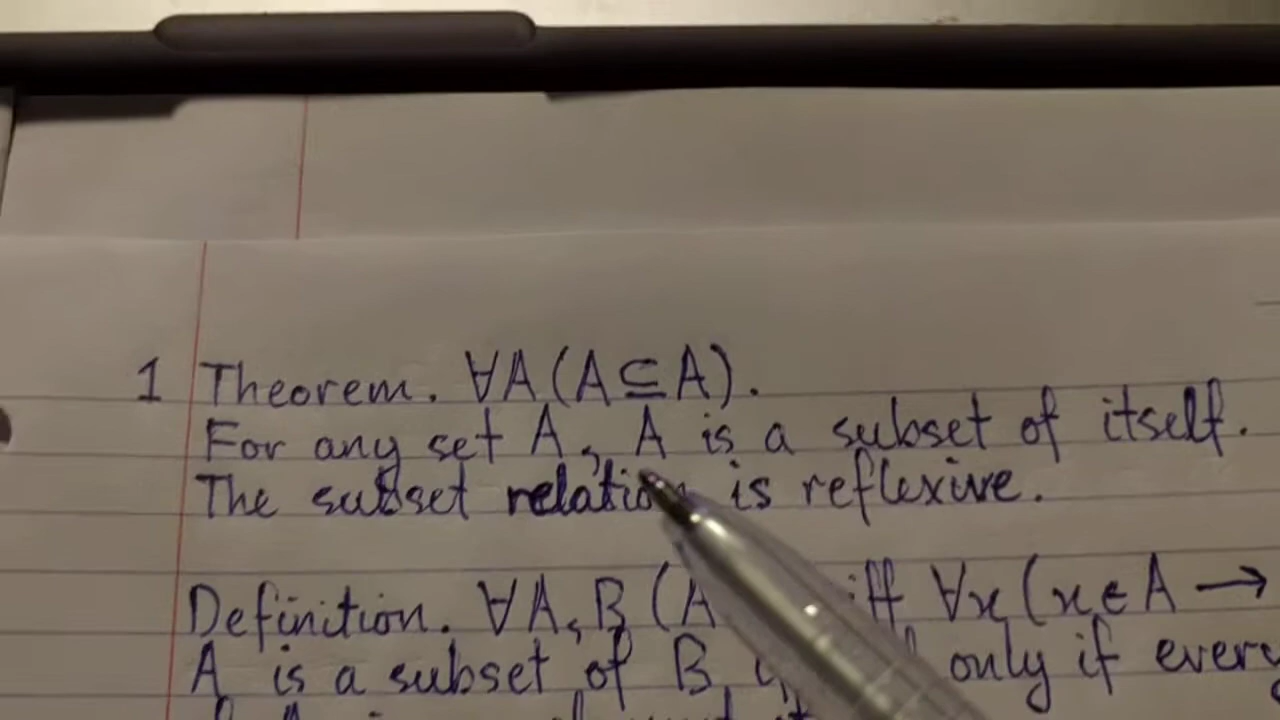 1 Theorem. ∀A(A⊆A).
For any set A, A is a subset of itself.
The subset relation is reflexive.
Definition. ∀A,B (A iff ∀x(x∈A →
A is a subset of B, only if every